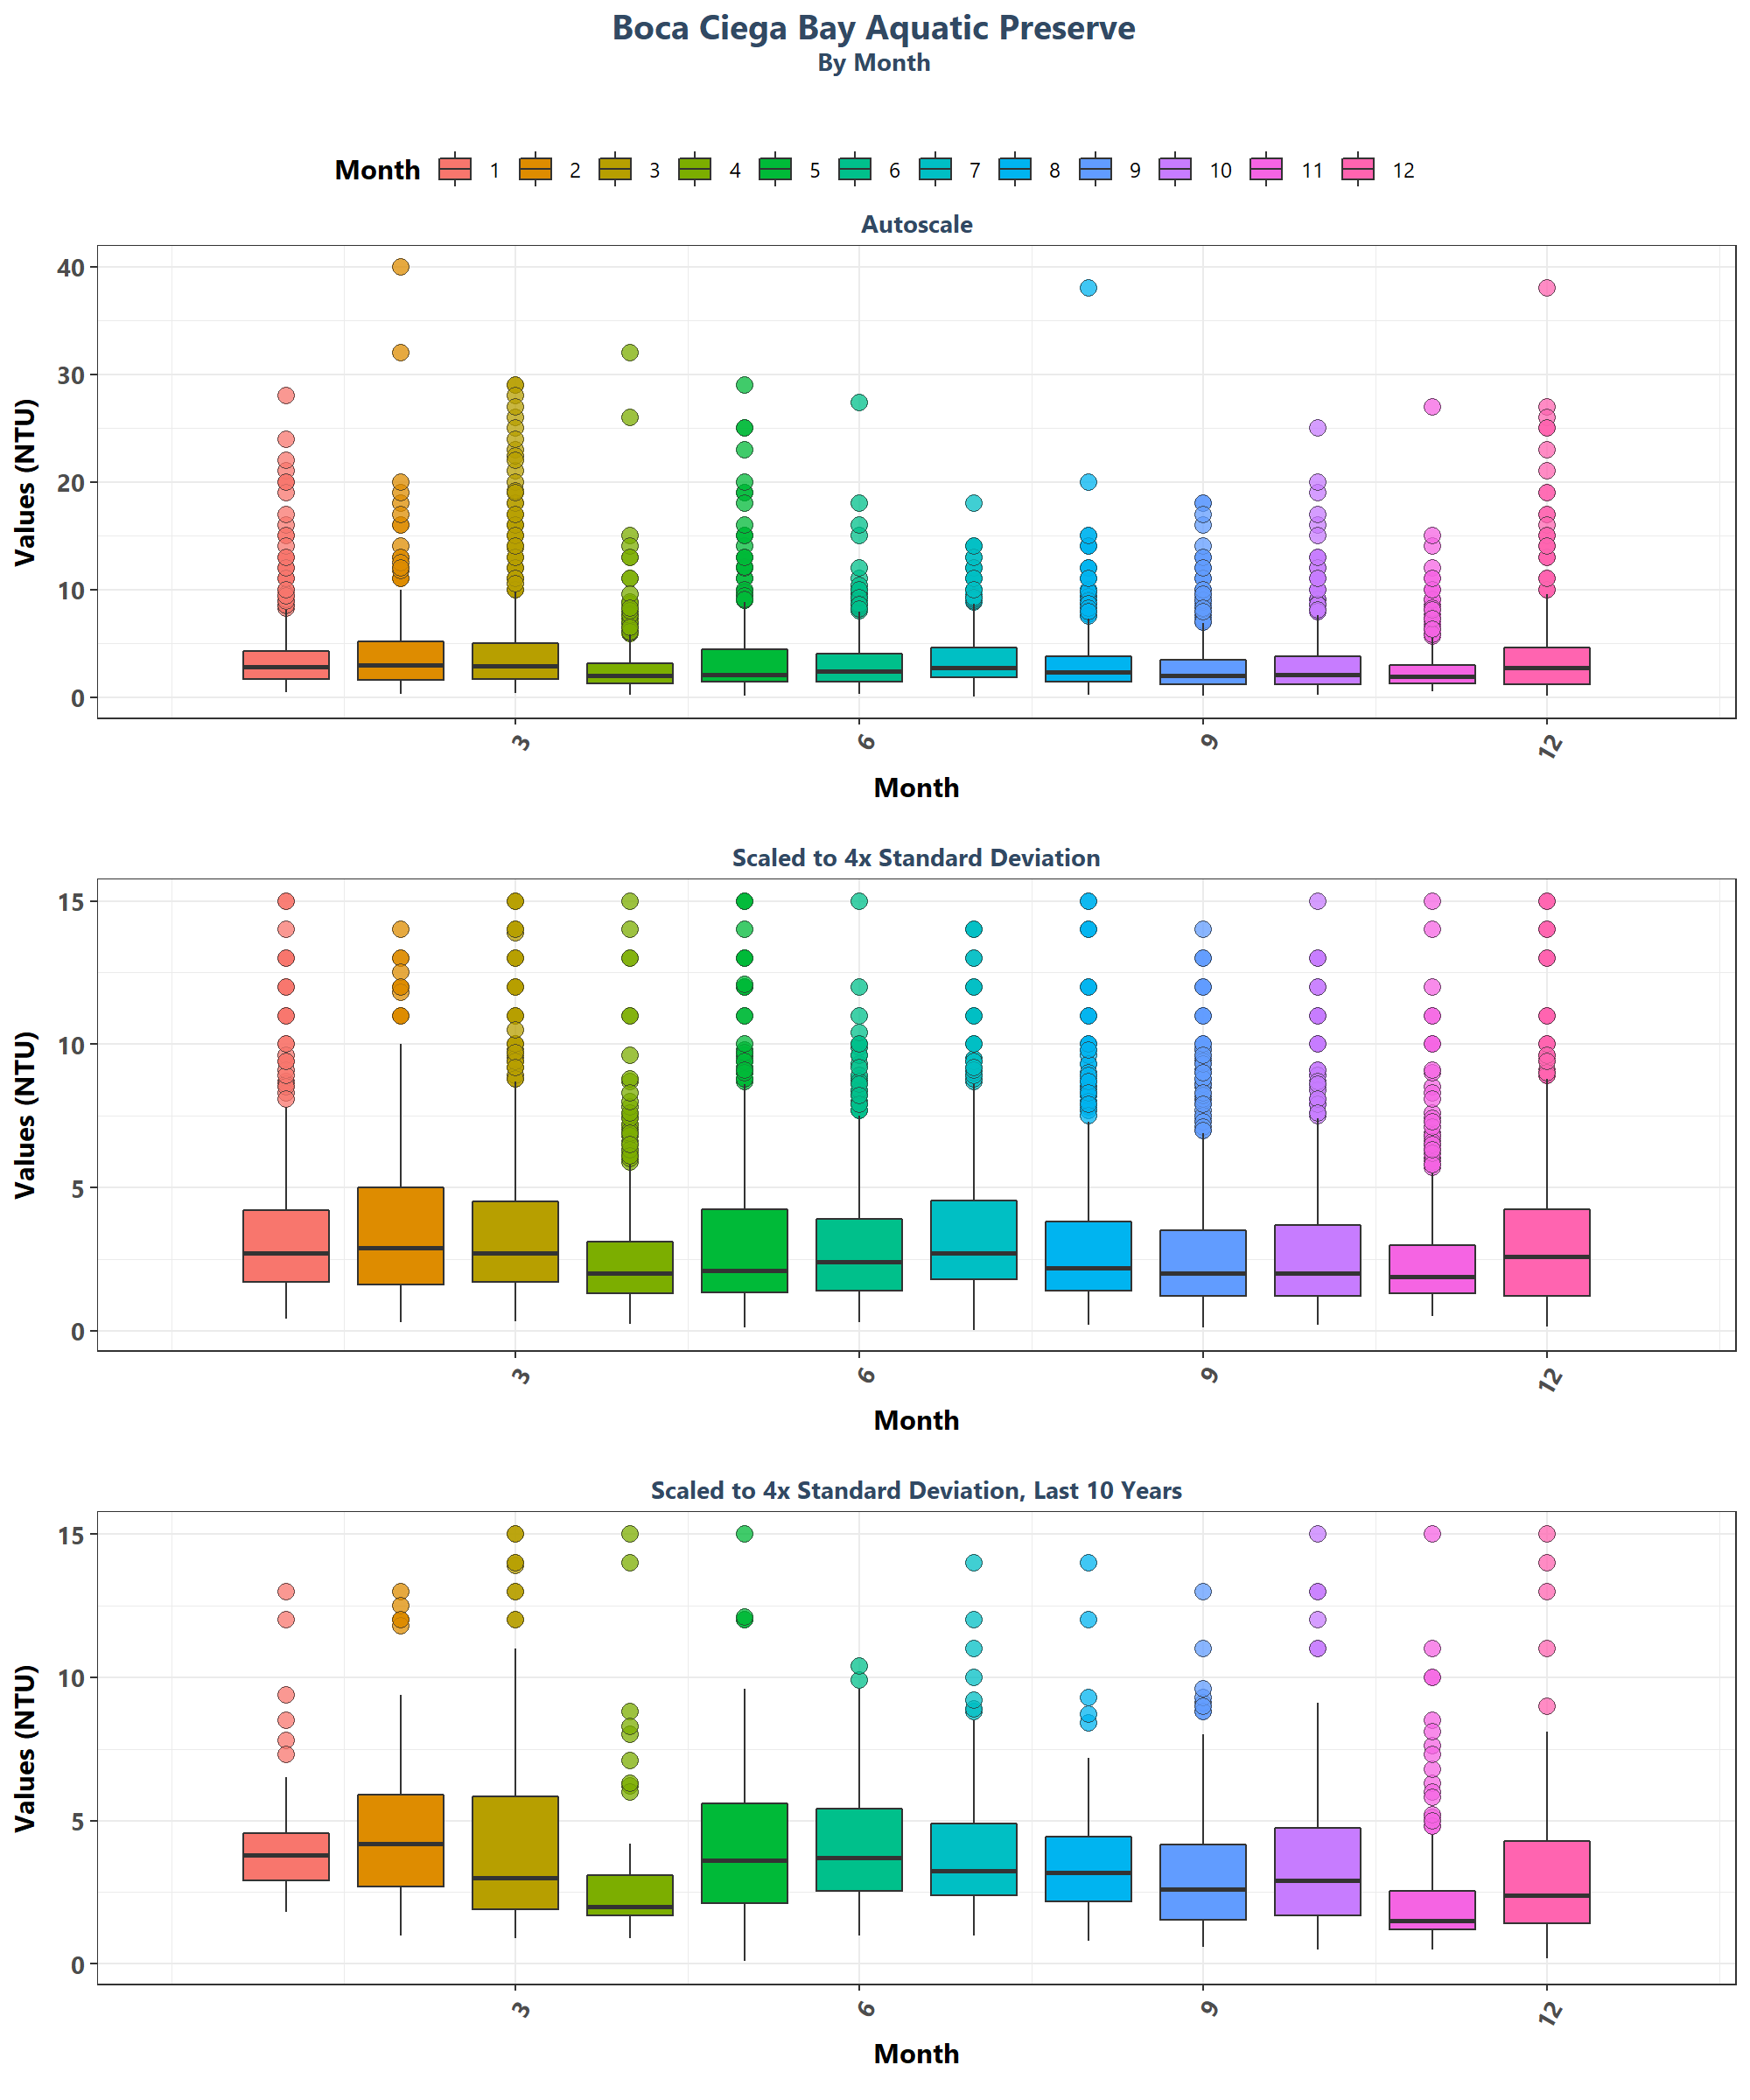 Boca Ciega Bay Aquatic Preserve
By Month
Month 1 2 3 4 5 6 7 8 9 10 11 12
Autoscale
Values (NTU)
40
30
20
10
0
3 6 9 12
Month
Scaled to 4x Standard Deviation
Values (NTU)
15
10
5
0
3 6 9 12
Month
Scaled to 4x Standard Deviation, Last 10 Years
Values (NTU)
15
10
5
0
3 6 9 12
Month